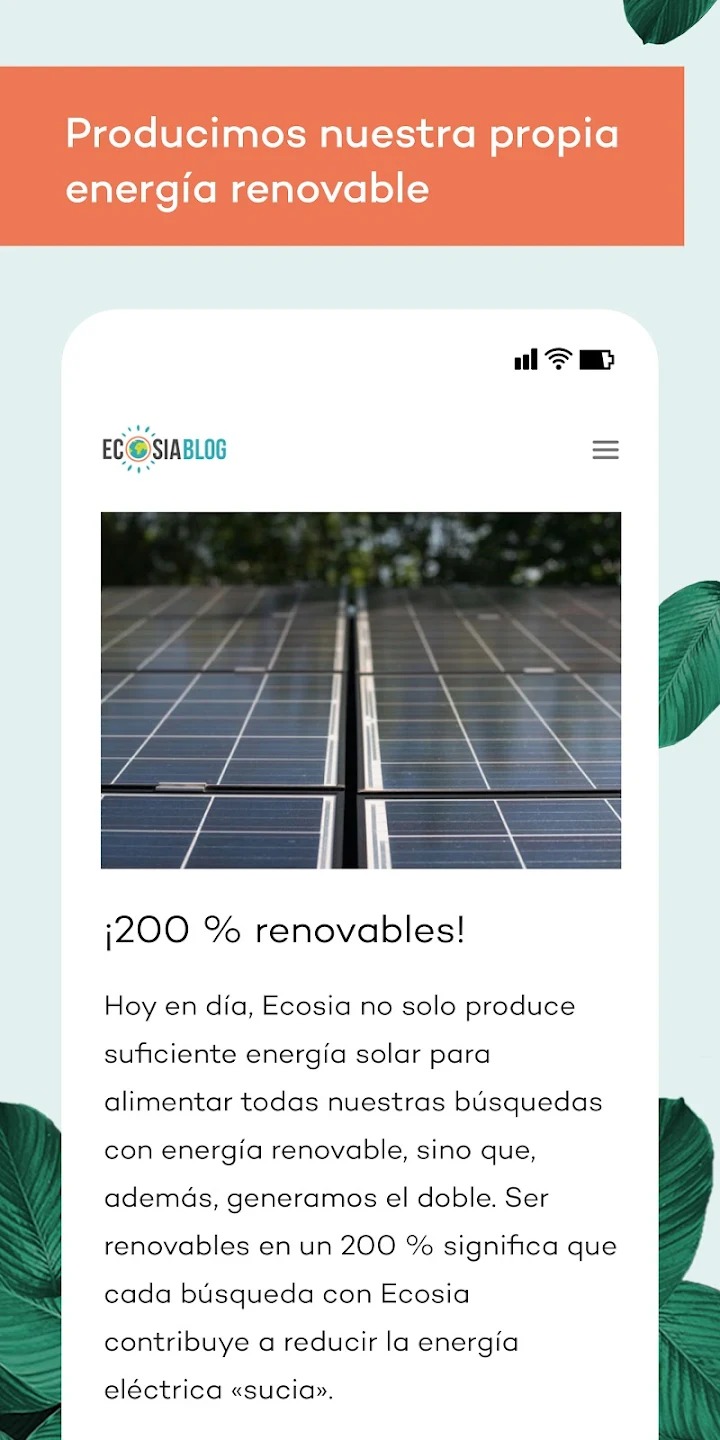 Producimos nuestra propia
energía renovable
ECOSIABLOG
¡200 % renovables!
Hoy en día, Ecosia no solo produce
suficiente energía solar para
alimentar todas nuestras búsquedas
con energía renovable, sino que,
además, generamos el doble. Ser
renovables en un 200 % significa que
cada búsqueda con Ecosia
contribuye a reducir la energía
eléctrica «sucia».